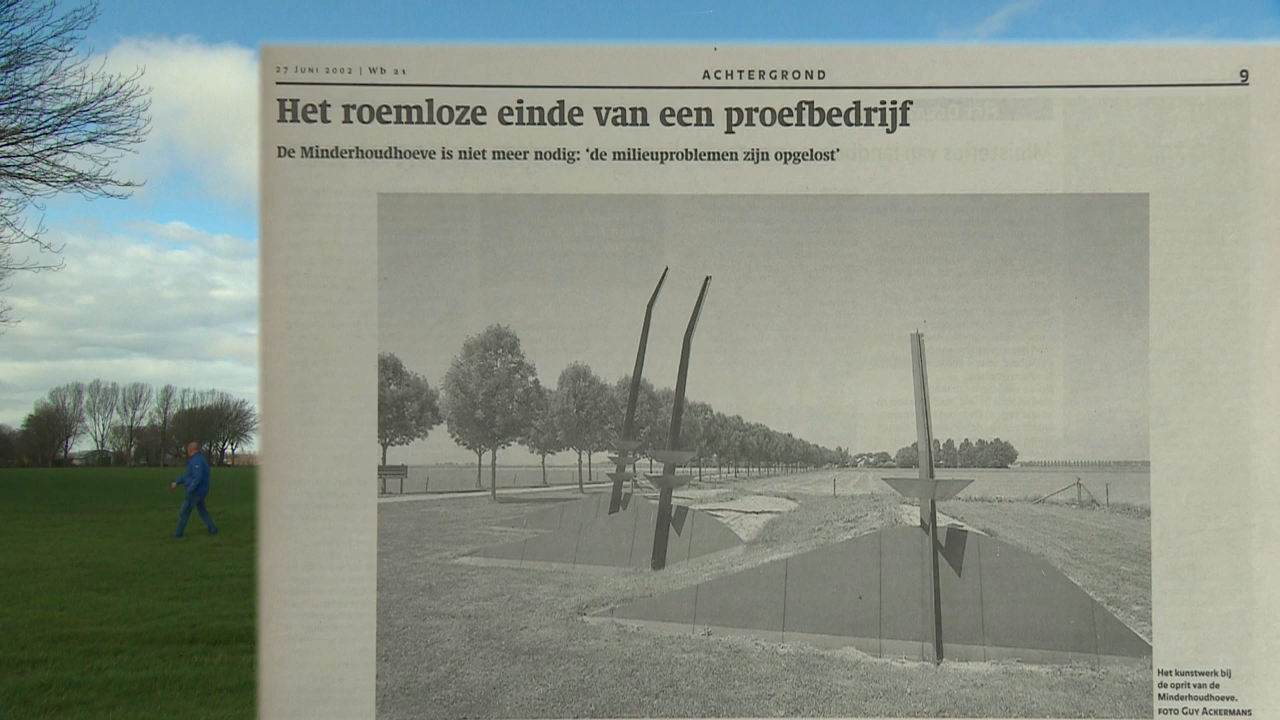 27 Juni 2002 | Wb 21
ACHTERGROND
9
Het roemloze einde van een proefbedrijf
De Minderhoudhoeve is niet meer nodig: ‘de milieuproblemen zijn opgelost’
Het kunstwerk bij
de oprit van de
Minderhoudhoeve.
FOTO GUY ACKERMANS